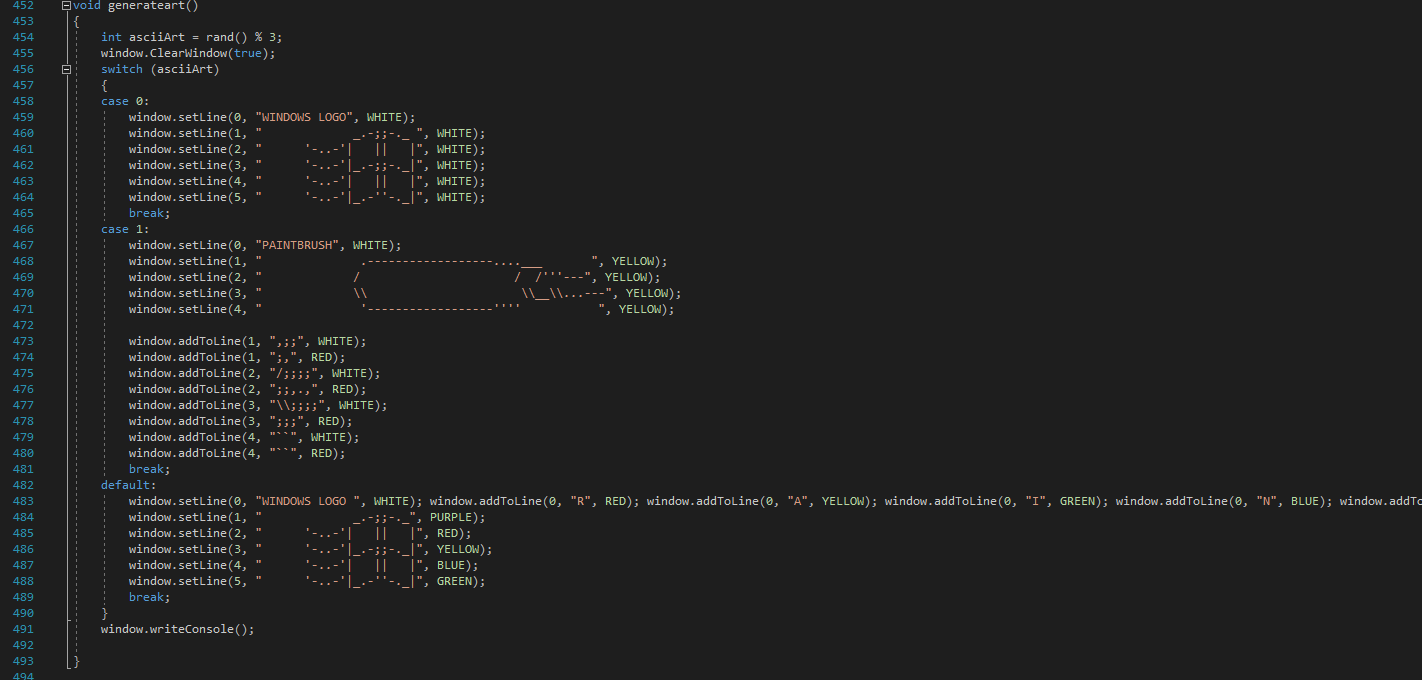 452 void generateart()
453 {
454     int asciiArt = rand() % 3;
455     window.ClearWindow(true);
456     switch (asciiArt)
457     {
458     case 0:
459         window.setLine(0, "WINDOWS LOGO", WHITE);
460         window.setLine(1, "             _.-;;-._ ", WHITE);
461         window.setLine(2, "      '-..-'|   ||   |", WHITE);
462         window.setLine(3, "      '-..-'|_.-;;-._|", WHITE);
463         window.setLine(4, "      '-..-'|   ||   |", WHITE);
464         window.setLine(5, "      '-..-'|_.-''-._|", WHITE);
465         break;
466     case 1:
467         window.setLine(0, "PAINTBRUSH", WHITE);
468         window.setLine(1, "              .------------------....___       ", YELLOW);
469         window.setLine(2, "             /                      /  /'''---", YELLOW);
470         window.setLine(3, "             \\                      \\__\\...---", YELLOW);
471         window.setLine(4, "              '------------------''''           ", YELLOW);
472
473         window.addToLine(1, ",;;", WHITE);
474         window.addToLine(1, ";,", RED);
475         window.addToLine(2, "/;;;;", WHITE);
476         window.addToLine(2, ";;,.,", RED);
477         window.addToLine(3, "\\;;;;", WHITE);
478         window.addToLine(3, ";;;", RED);
479         window.addToLine(4, "``", WHITE);
480         window.addToLine(4, "``", RED);
481         break;
482     default:
483         window.setLine(0, "WINDOWS LOGO ", WHITE); window.addToLine(0, "R", RED); window.addToLine(0, "A", YELLOW); window.addToLine(0, "I", GREEN); window.addToLine(0, "N", BLUE); window.addTo
484         window.setLine(1, "             _.-;;-._", PURPLE);
485         window.setLine(2, "      '-..-'|   ||   |", RED);
486         window.setLine(3, "      '-..-'|_.-;;-._|", YELLOW);
487         window.setLine(4, "      '-..-'|   ||   |", BLUE);
488         window.setLine(5, "      '-..-'|_.-''-._|", GREEN);
489         break;
490     }
491     window.writeConsole();
492
493 }
494